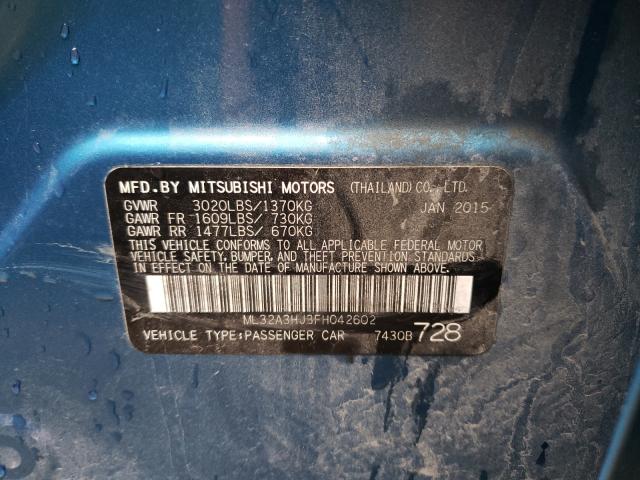 MFD.BY MITSUBISHI MOTORS (THAILAND) CO., LTD.
GVWR 3020LBS/1370KG JAN 2015
GAWR FR 1609LBS/ 730KG
GAWR RR 1477LBS/ 670KG
THIS VEHICLE CONFORMS TO ALL APPLICABLE FEDERAL MOTOR
VEHICLE SAFETY, BUMPER, AND THEFT PREVENTION STANDARDS
IN EFFECT ON THE DATE OF MANUFACTURE SHOWN ABOVE.
ML32A3HJ3FH042602
VEHICLE TYPE:PASSENGER CAR 7430B 728